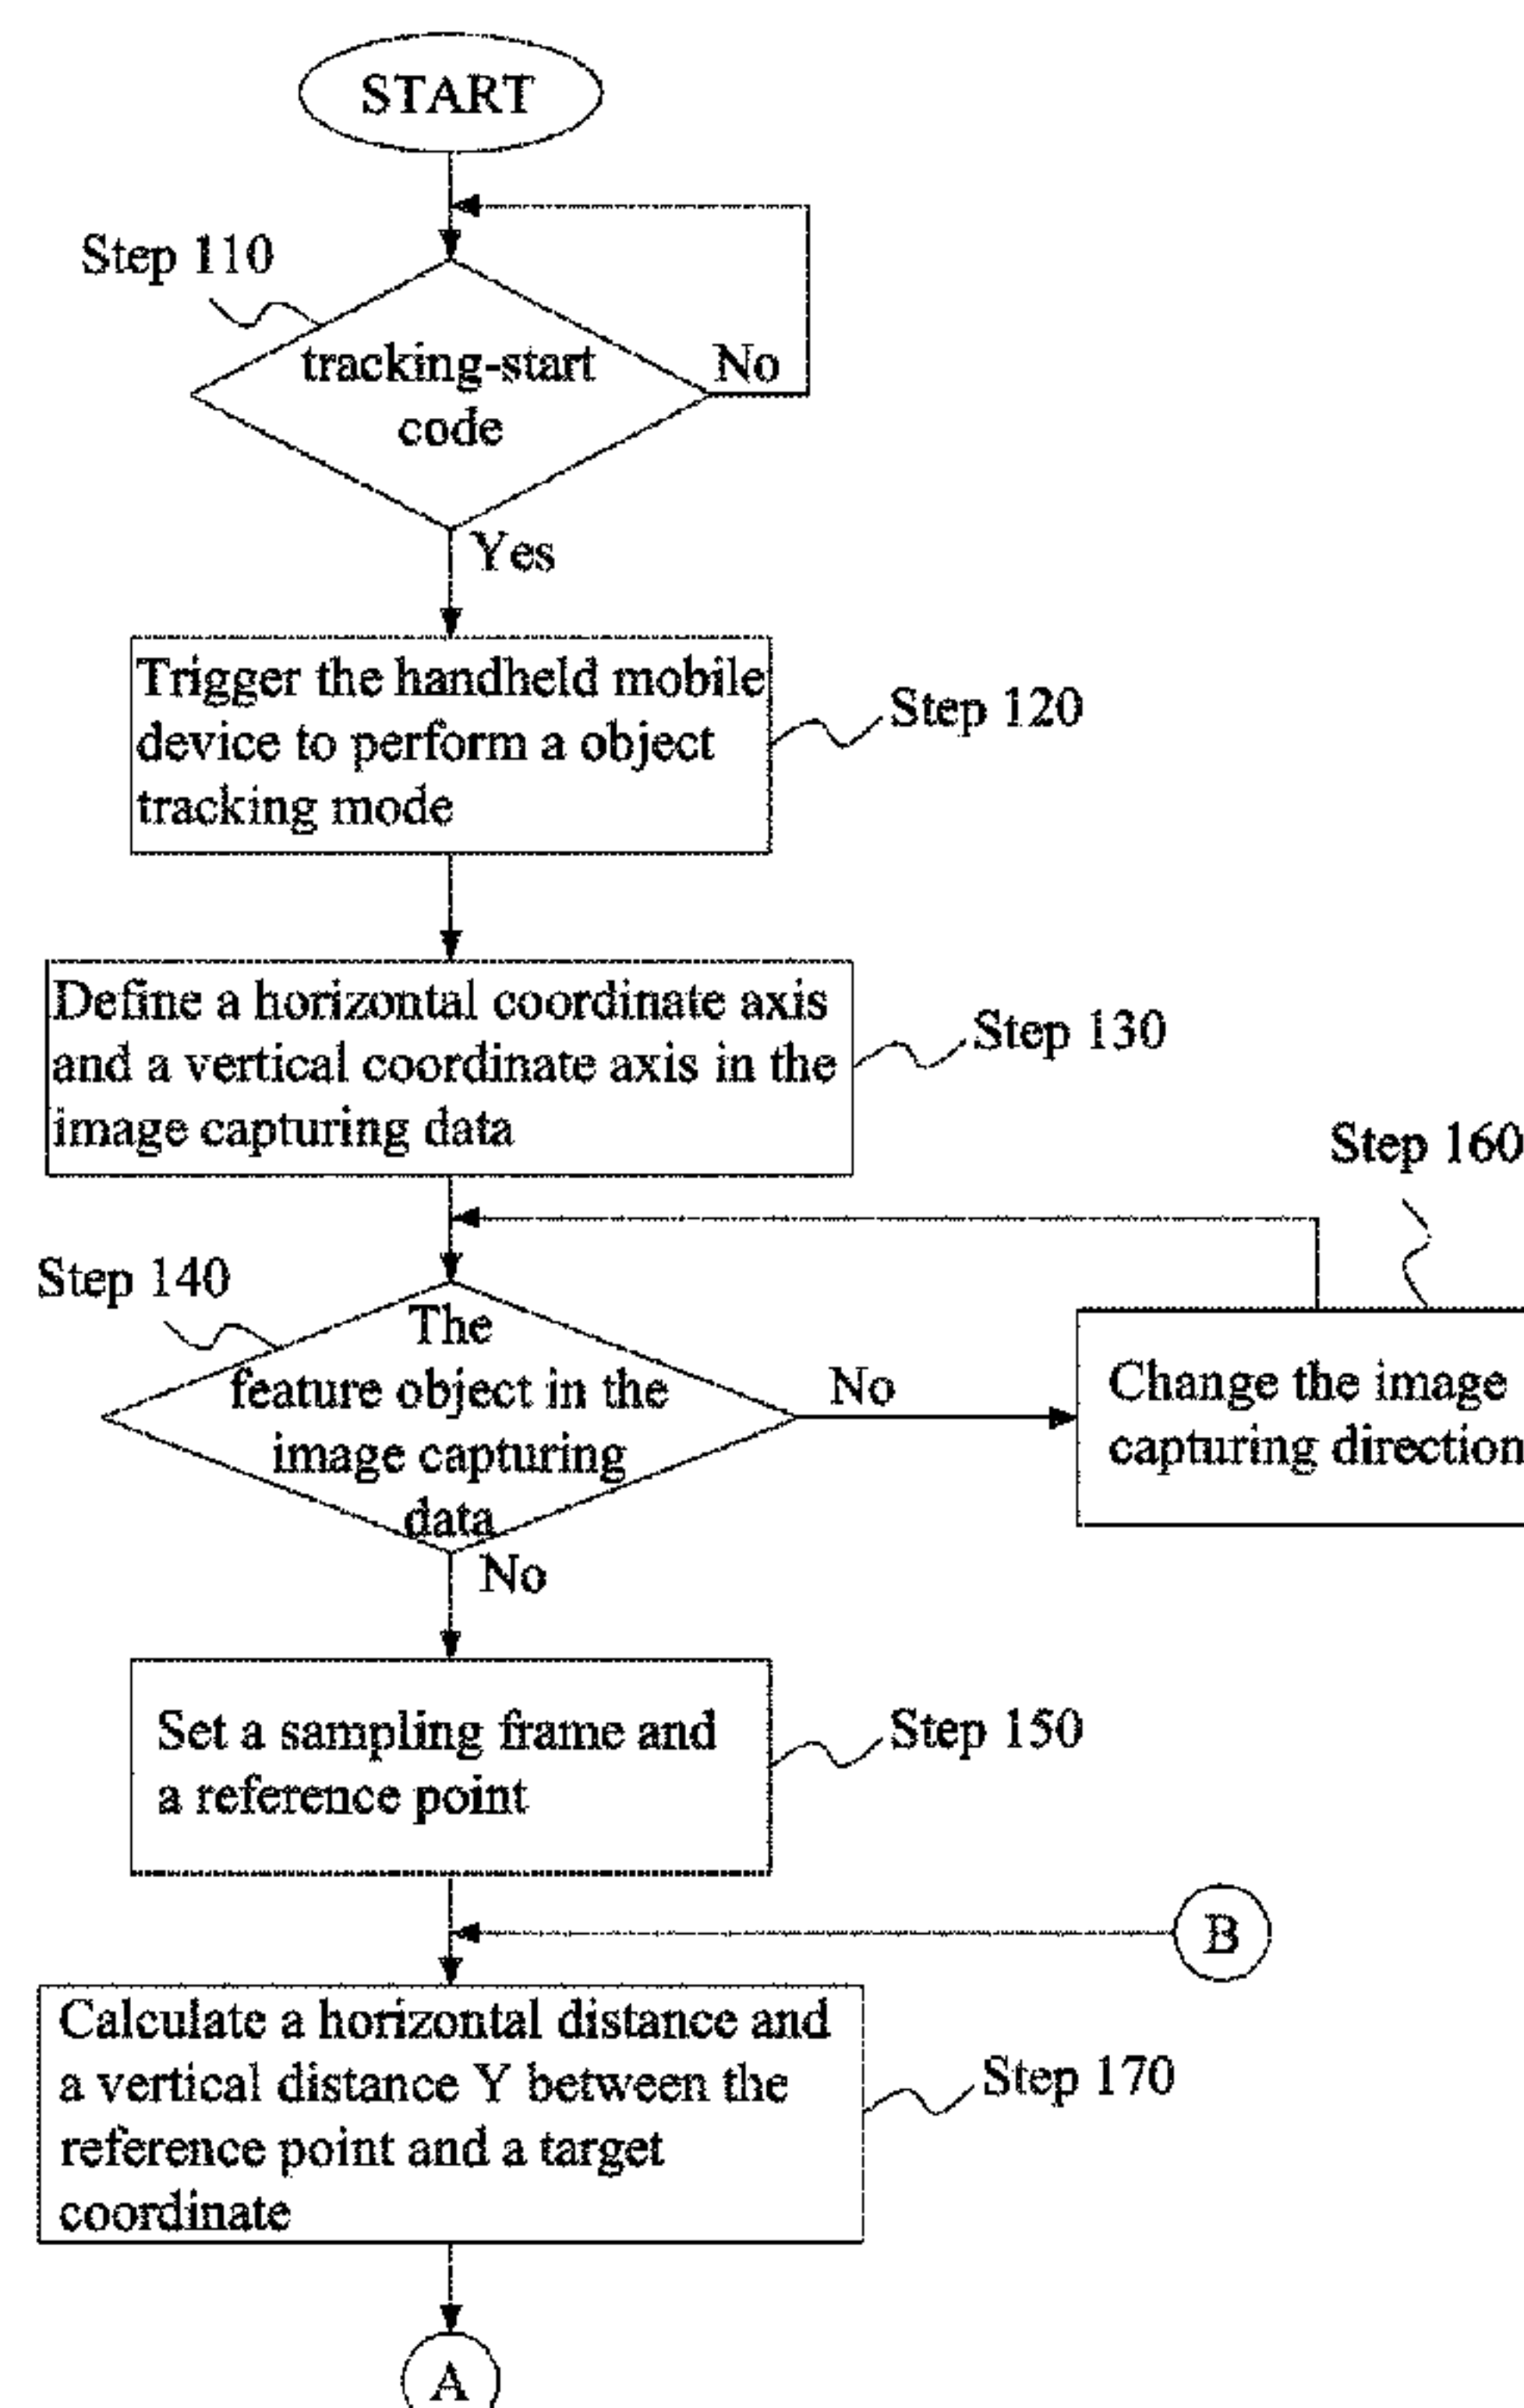 START
Step 110
tracking-start
code
No
Yes
Trigger the handheld mobile
device to perform a object
tracking mode
Step 120
Define a horizontal coordinate axis
and a vertical coordinate axis in the
image capturing data
Step 130
Step 160
Step 140
The
feature object in the
image capturing
data
No
Change the image
capturing direction
No
Set a sampling frame and
a reference point
Step 150
B
Calculate a horizontal distance and
a vertical distance Y between the
reference point and a target
coordinate
Step 170
A